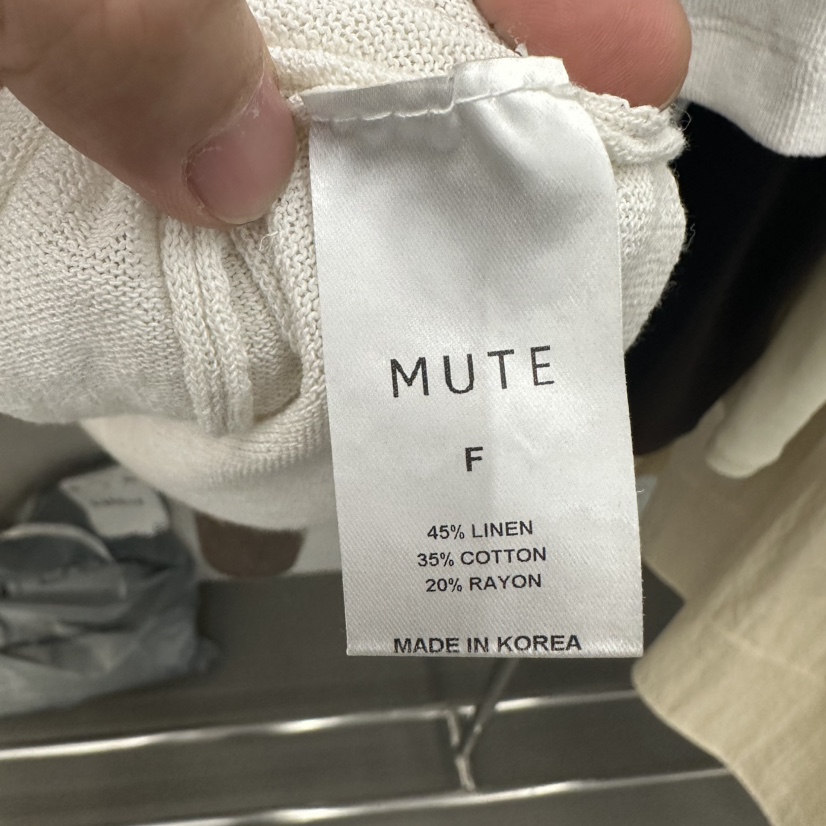 MUTE
F
45% LINEN
35% COTTON
20% RAYON
MADE IN KOREA